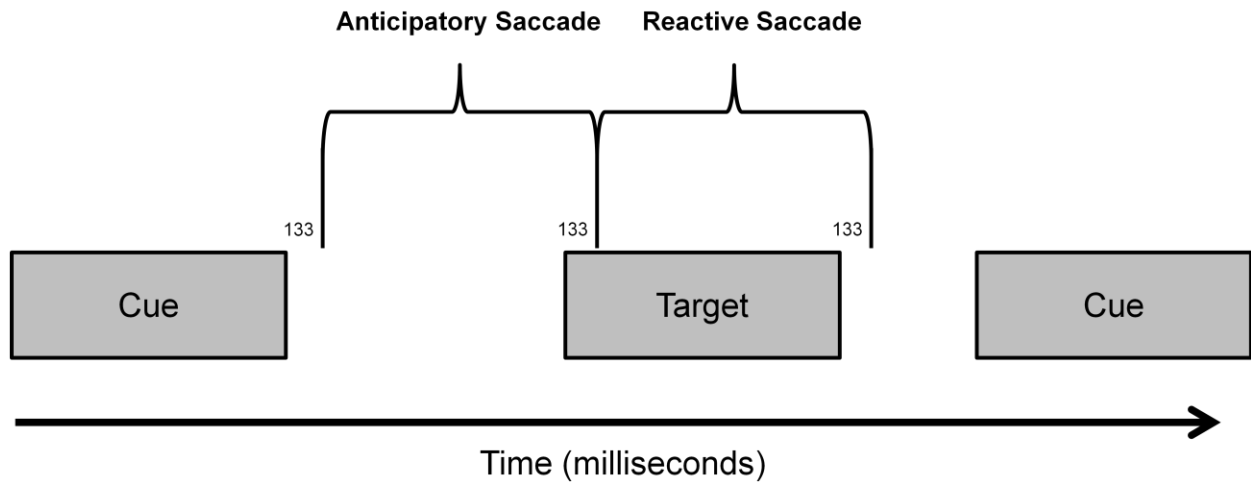 Anticipatory Saccade
Reactive Saccade
133
133
133
Cue
Target
Cue
Time (milliseconds)